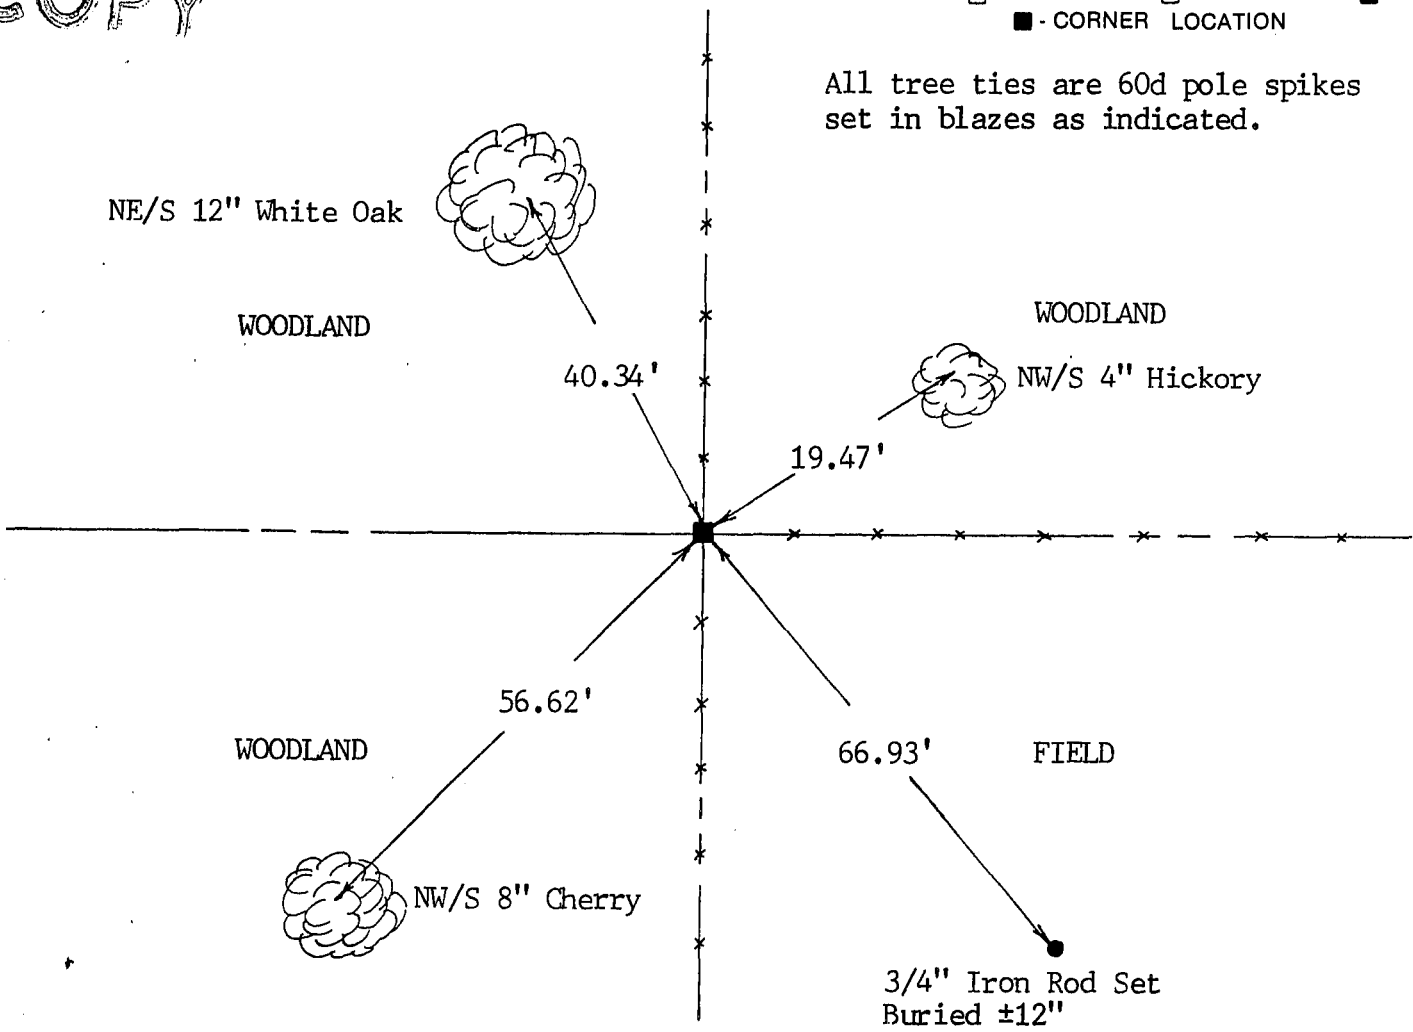 COPY
■ - CORNER LOCATION
All tree ties are 60d pole spikes
set in blazes as indicated.
NE/S 12" White Oak
WOODLAND
WOODLAND
40.34'
NW/S 4" Hickory
19.47'
56.62'
WOODLAND
66.93'
FIELD
NW/S 8" Cherry
3/4" Iron Rod Set
Buried ±12"